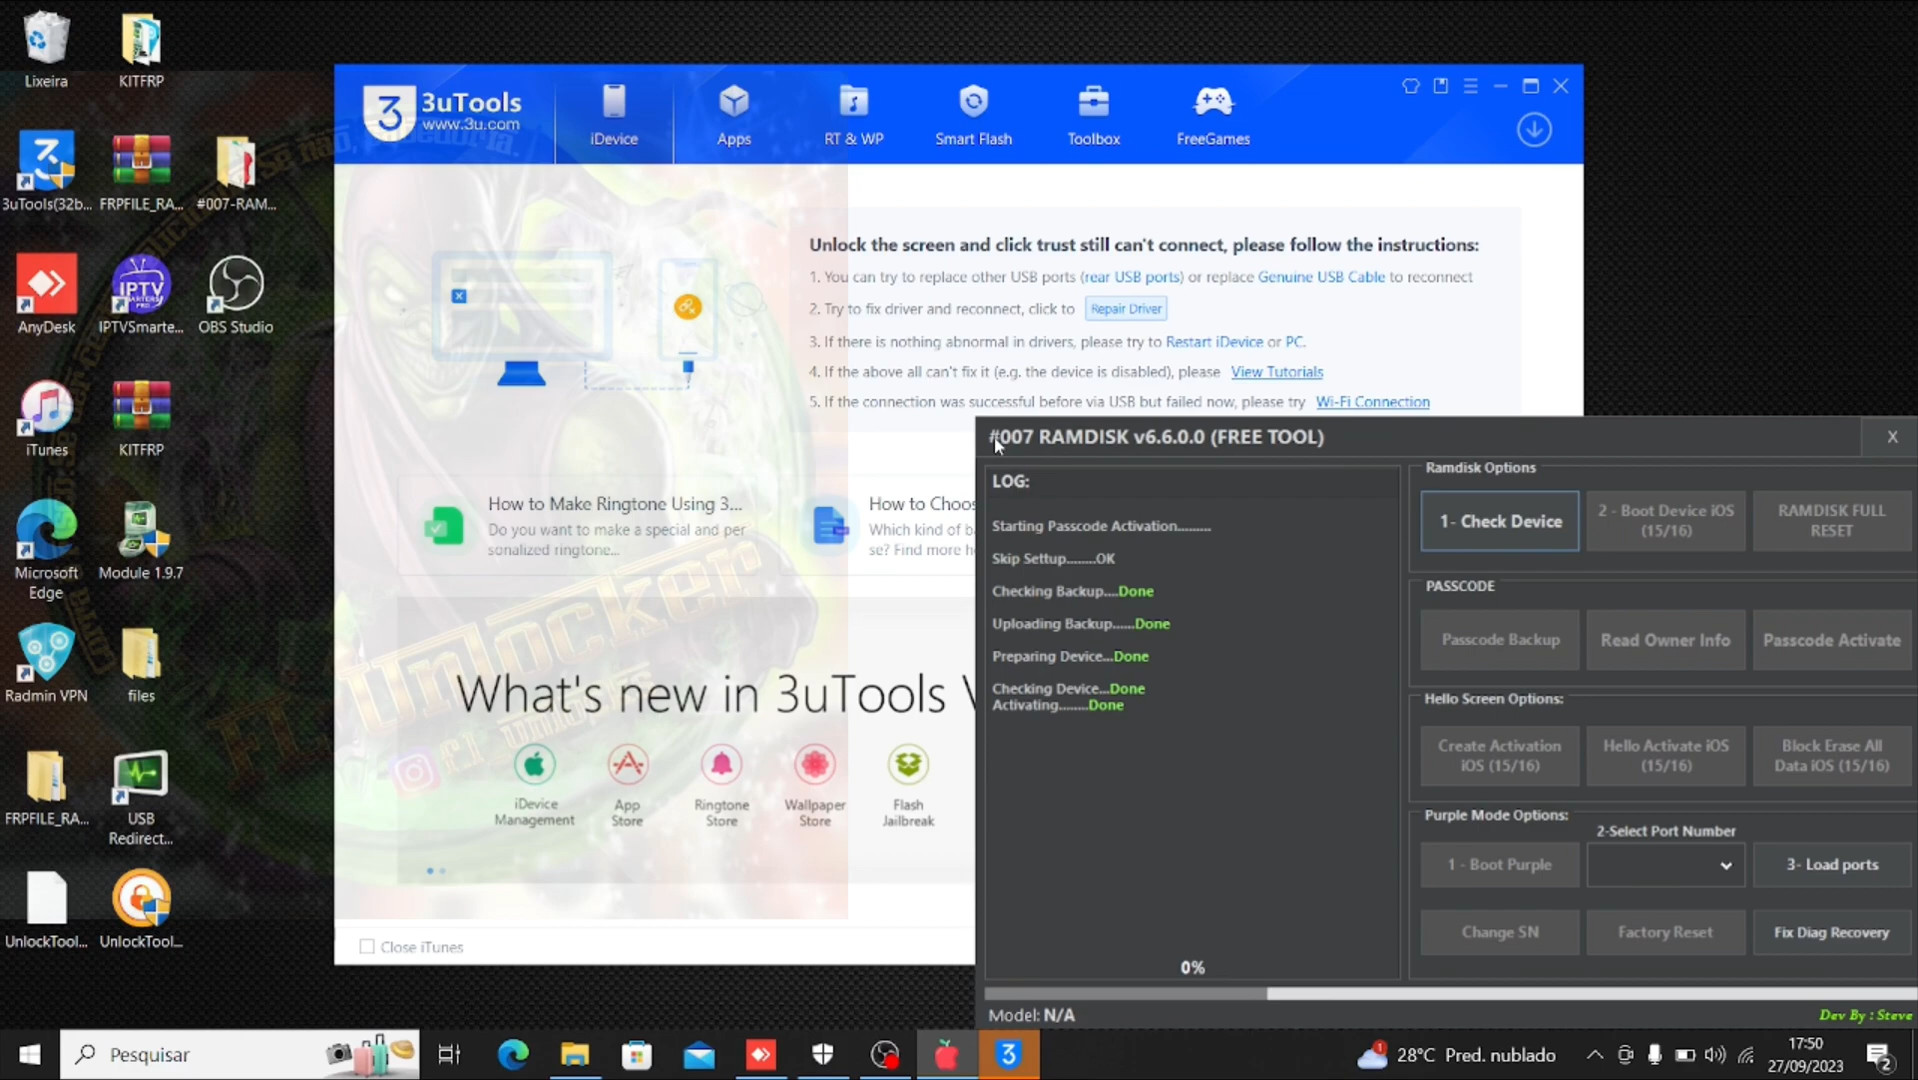 Lixeira
KITFRP
3uTools(32b...
FRPFILE_RA...
#007-RAM...
AnyDesk
IPTV
IPTVSmarte...
OBS Studio
iTunes
KITFRP
Microsoft
Edge
Module 1.9.7
Radmin VPN
files
FRPFILE_RA...
USB
Redirect...
UnlockTool...
UnlockTool...
3uTools
www.3u.com
iDevice
Apps
RT & WP
Smart Flash
Toolbox
FreeGames
Unlock the screen and click trust still can't connect, please follow the instructions:
1. You can try to replace other USB ports (rear USB ports) or replace Genuine USB Cable to reconnect
2. Try to fix driver and reconnect, click to Repair Driver
3. If there is nothing abnormal in drivers, please try to Restart iDevice or PC.
4. If the above all can't fix it (e.g. the device is disabled), please View Tutorials
5. If the connection was successful before via USB but failed now, please try Wi-Fi Connection
How to Make Ringtone Using 3...
Do you want to make a special and per
sonalized ringtone...
How to Choos
Which kind of ba
se? Find more h
Unlocker
What's new in 3uTools
iDevice
Management
App
Store
Ringtone
Store
Wallpaper
Store
Flash
Jailbreak
Close iTunes
#007 RAMDISK v6.6.0.0 (FREE TOOL)
X
LOG:
Starting Passcode Activation.........
Skip Settup........OK
Checking Backup....Done
Uploading Backup......Done
Preparing Device...Done
Checking Device...Done
Activating........Done
0%
Model: N/A
Ramdisk Options
1- Check Device
2 - Boot Device iOS
(15/16)
RAMDISK FULL
RESET
PASSCODE
Passcode Backup
Read Owner Info
Passcode Activate
Hello Screen Options:
Create Activation
iOS (15/16)
Hello Activate iOS
(15/16)
Block Erase All
Data iOS (15/16)
Purple Mode Options:
2-Select Port Number
1 - Boot Purple
3- Load ports
Change SN
Factory Reset
Fix Diag Recovery
Dev By : Steve
Pesquisar
28°C Pred. nublado
17:50
27/09/2023
2